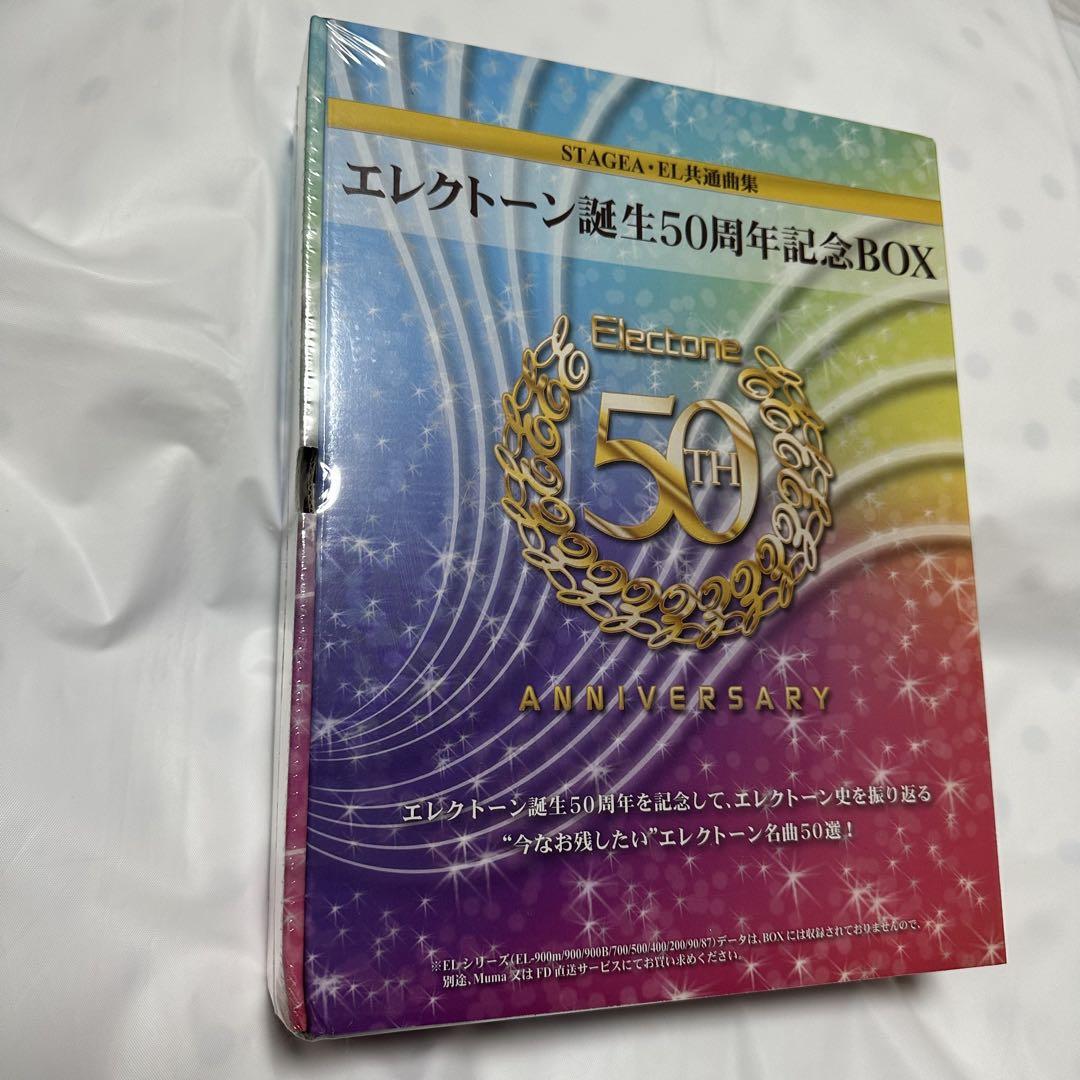 STAGEA・EL共通曲集
エレクトーン誕生50周年記念BOX
Electone
50TH
ANNIVERSARY
エレクトーン誕生50周年を記念して、エレクトーン史を振り返る
“今なお残したい”エレクトーン名曲50選！
※ELシリーズ(EL-900m/900/900B/700/500/400/200/90/87)データは、BOXには収録されておりませんので、
別途、Muma又はFD直送サービスにてお買い求めください。